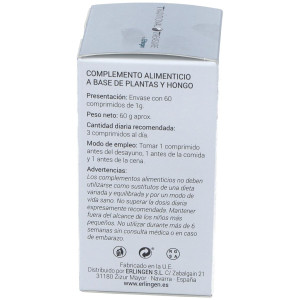 COMPLEMENTO ALIMENTICIO
A BASE DE PLANTAS Y HONGO
Presentación: Envase con 60
comprimidos de 1g.
Peso neto: 60 g aprox.
Cantidad diaria recomendada:
3 comprimidos al día.
Modo de empleo: Tomar 1 comprimido
antes del desayuno, 1 antes de la comida
y 1 antes de la cena.
Advertencias:
Los complementos alimenticios no deben
utilizarse como sustitutos de una dieta
variada y equilibrada y por un modo de
vida sano. No superar la dosis diaria
expresamente recomendada. Mantener
fuera del alcance de los niños más
pequeños. No tomar durante más de 6
semanas sin consulta médica o en caso
de embarazo.
Fabricado en la U.E.
Distribuido por ERLINGEN S.L. C/ Zabalgain 21
31180 Zizur Mayor - Navarra - España
www.erlingen.es